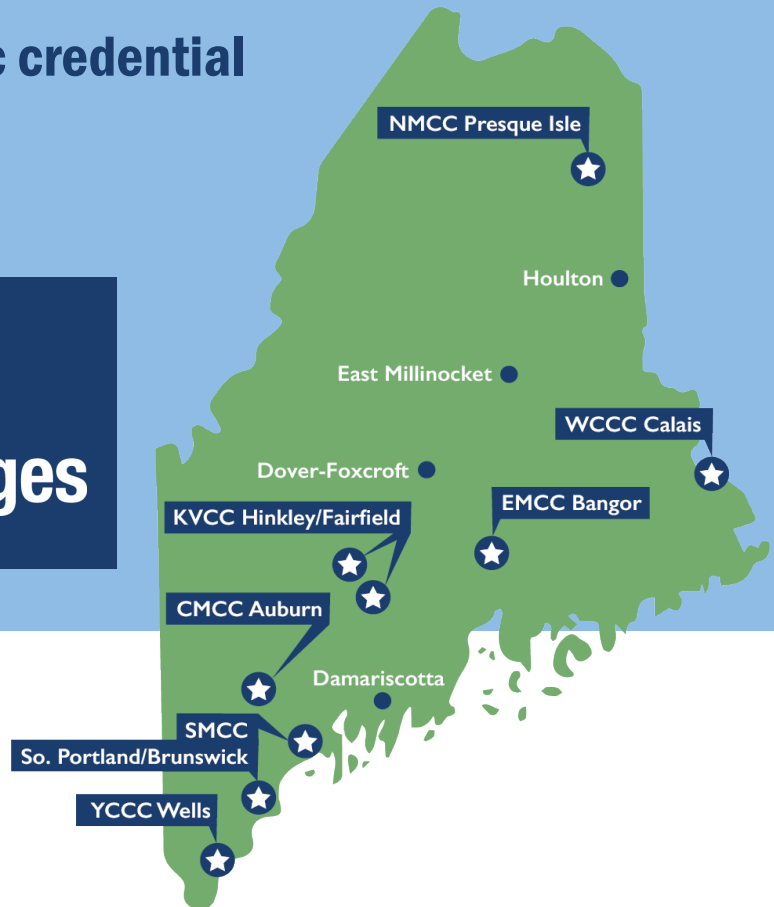 credential
NMCC Presque Isle
Houlton
East Millinocket
WCCC Calais
Dover-Foxcroft
EMCC Bangor
KVCC Hinkley/Fairfield
CMCC Auburn
Damariscotta
SMCC
So. Portland/Brunswick
YCCC Wells